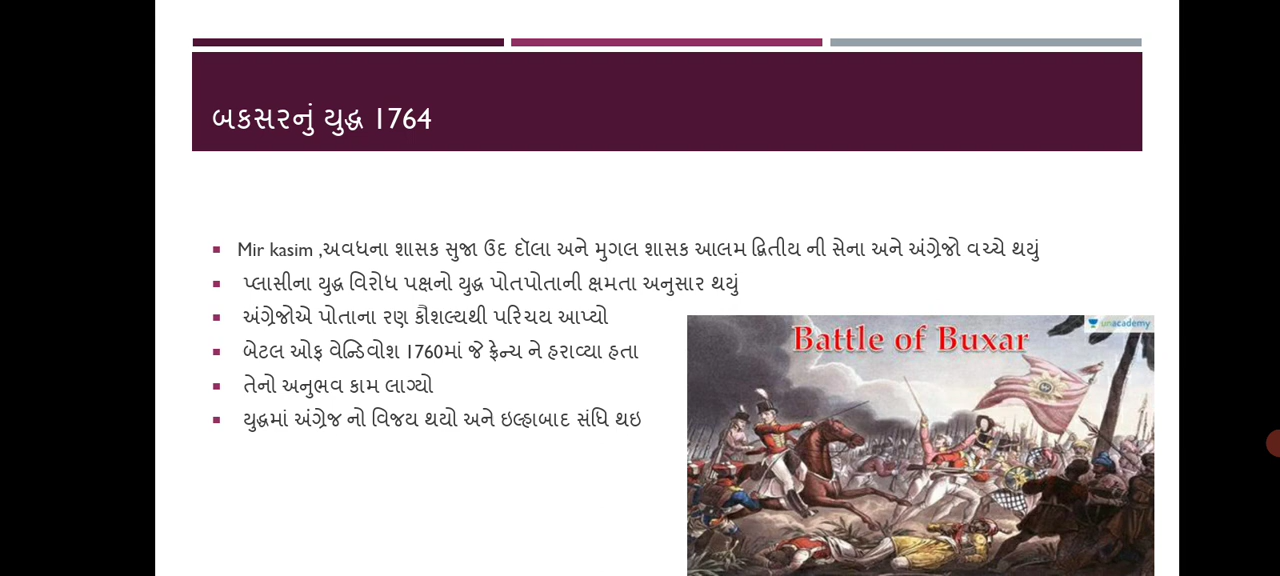 બકસરનું યુદ્ધ 1764
Mir kasim ,અવધના શાસક સુજા ઉદ દૉલા અને મુગલ શાસક આલમ દ્વિતીય ની સેના અને અંગ્રેજો વચ્ચે થયું
પ્લાસીના યુદ્ધ વિરોધ પક્ષનો યુદ્ધ પોતપોતાની ક્ષમતા અનુસાર થયું
અંગ્રેજોએ પોતાના રણ કૌશલ્યથી પરિચય આપ્યો
બેટલ ઓફ વેન્ડિવોશ 1760માં જે ફ્રેન્ચ ને હરાવ્યા હતા
તેનો અનુભવ કામ લાગ્યો
યુદ્ધમાં અંગ્રેજ નો વિજય થયો અને ઇલ્હાબાદ સંધિ થઇ
unacademy
Battle of Buxar